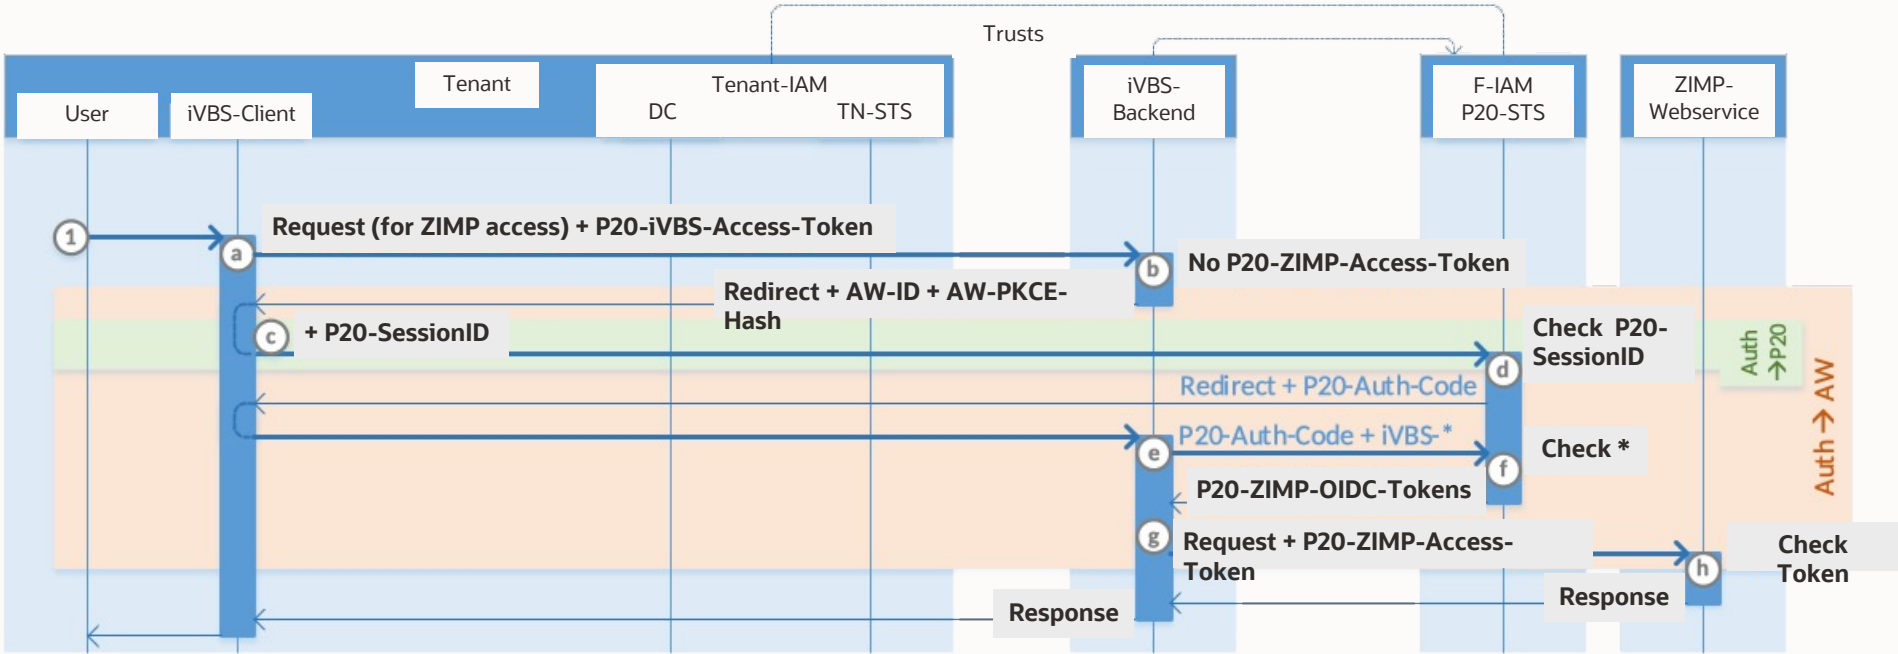 Trusts
Tenant
Tenant-IAM
DC
TN-STS
User
iVBS-Client
iVBS-
Backend
F-IAM
P20-STS
ZIMP-
Webservice
1
a
Request (for ZIMP access) + P20-iVBS-Access-Token
b
No P20-ZIMP-Access-Token
Redirect + AW-ID + AW-PKCE-
Hash
c
+ P20-SessionID
d
Check P20-
SessionID
Auth
→P20
Redirect + P20-Auth-Code
e
P20-Auth-Code + iVBS-*
f
Check *
Auth → AW
P20-ZIMP-OIDC-Tokens
g
Request + P20-ZIMP-Access-
Token
h
Check
Token
Response
Response